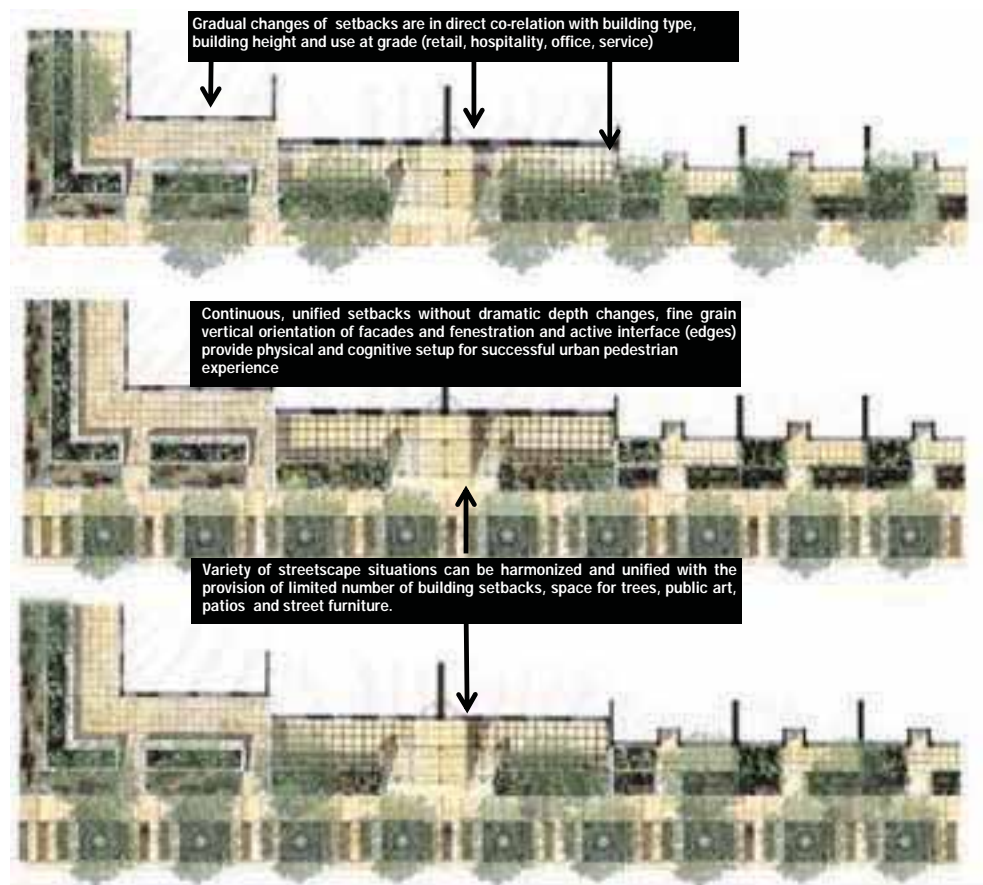 Gradual changes of setbacks are in direct co-relation with building type,
building height and use at grade (retail, hospitality, office, service)
Continuous, unified setbacks without dramatic depth changes, fine grain
vertical orientation of facades and fenestration and active interface (edges)
provide physical and cognitive setup for successful urban pedestrian
experience
Variety of streetscape situations can be harmonized and unified with the
provision of limited number of building setbacks, space for trees, public art,
patios and street furniture.